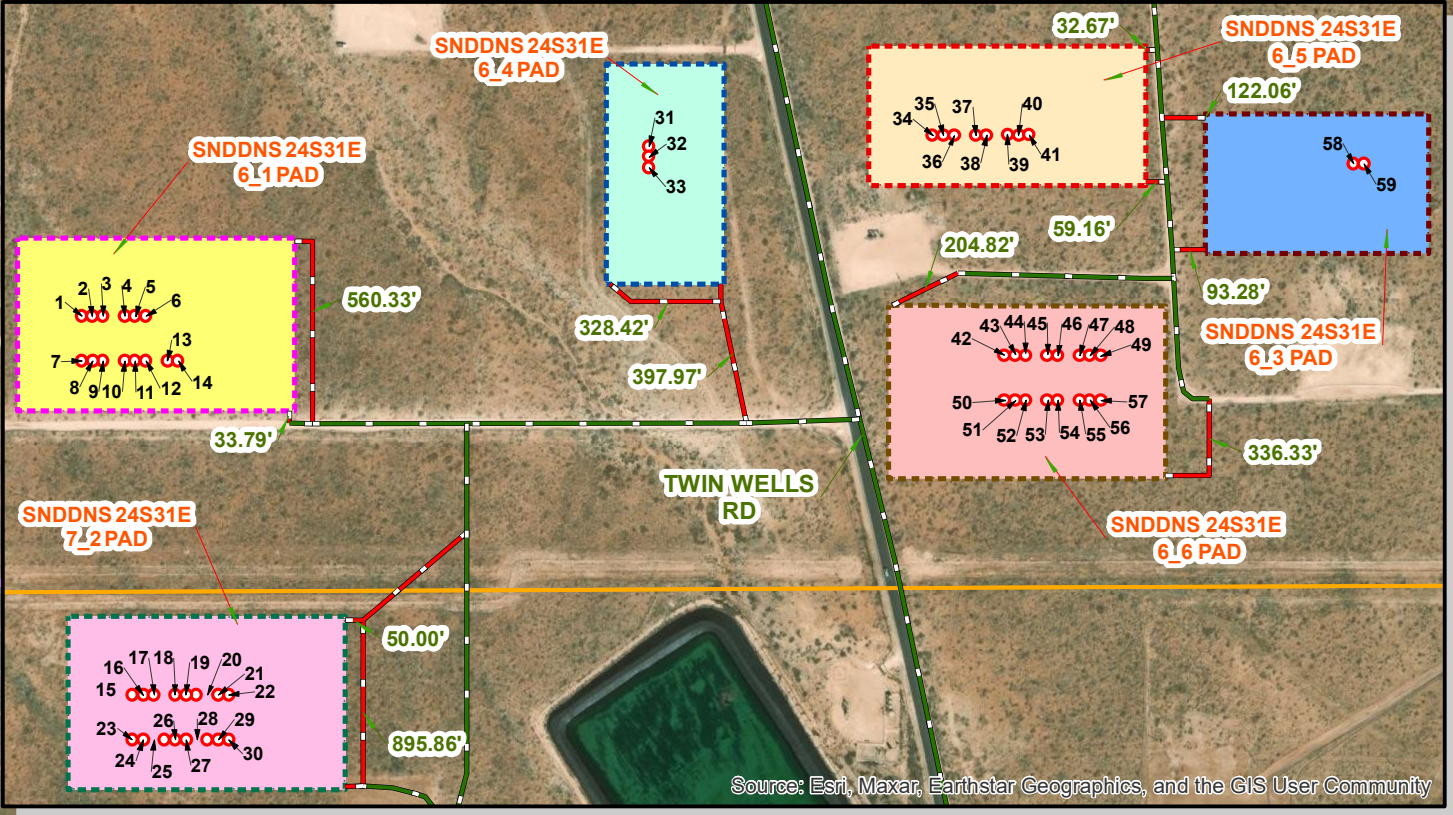 32.67'
SNDDNS 24S31E
6_5 PAD
SNDDNS 24S31E
6_4 PAD
122.06'
31
32
33
35 37 40
34
36 38 39 41
58
59
SNDDNS 24S31E
6_1 PAD
59.16'
204.82'
1 2 3 4 5 6
13
7
8 9 10 11 12 14
560.33'
328.42'
93.28'
SNDDNS 24S31E
6_3 PAD
397.97'
42 43 44 45 46 47 48 49
50 57
51 52 53 54 55 56
33.79'
336.33'
TWIN WELLS
RD
SNDDNS 24S31E
7_2 PAD
SNDDNS 24S31E
6_6 PAD
50.00'
15 16 17 18 19 20 21 22
23 26 28 29
24 25 27 30
895.86'
Source: Esri, Maxar, Earthstar Geographics, and the GIS User Community